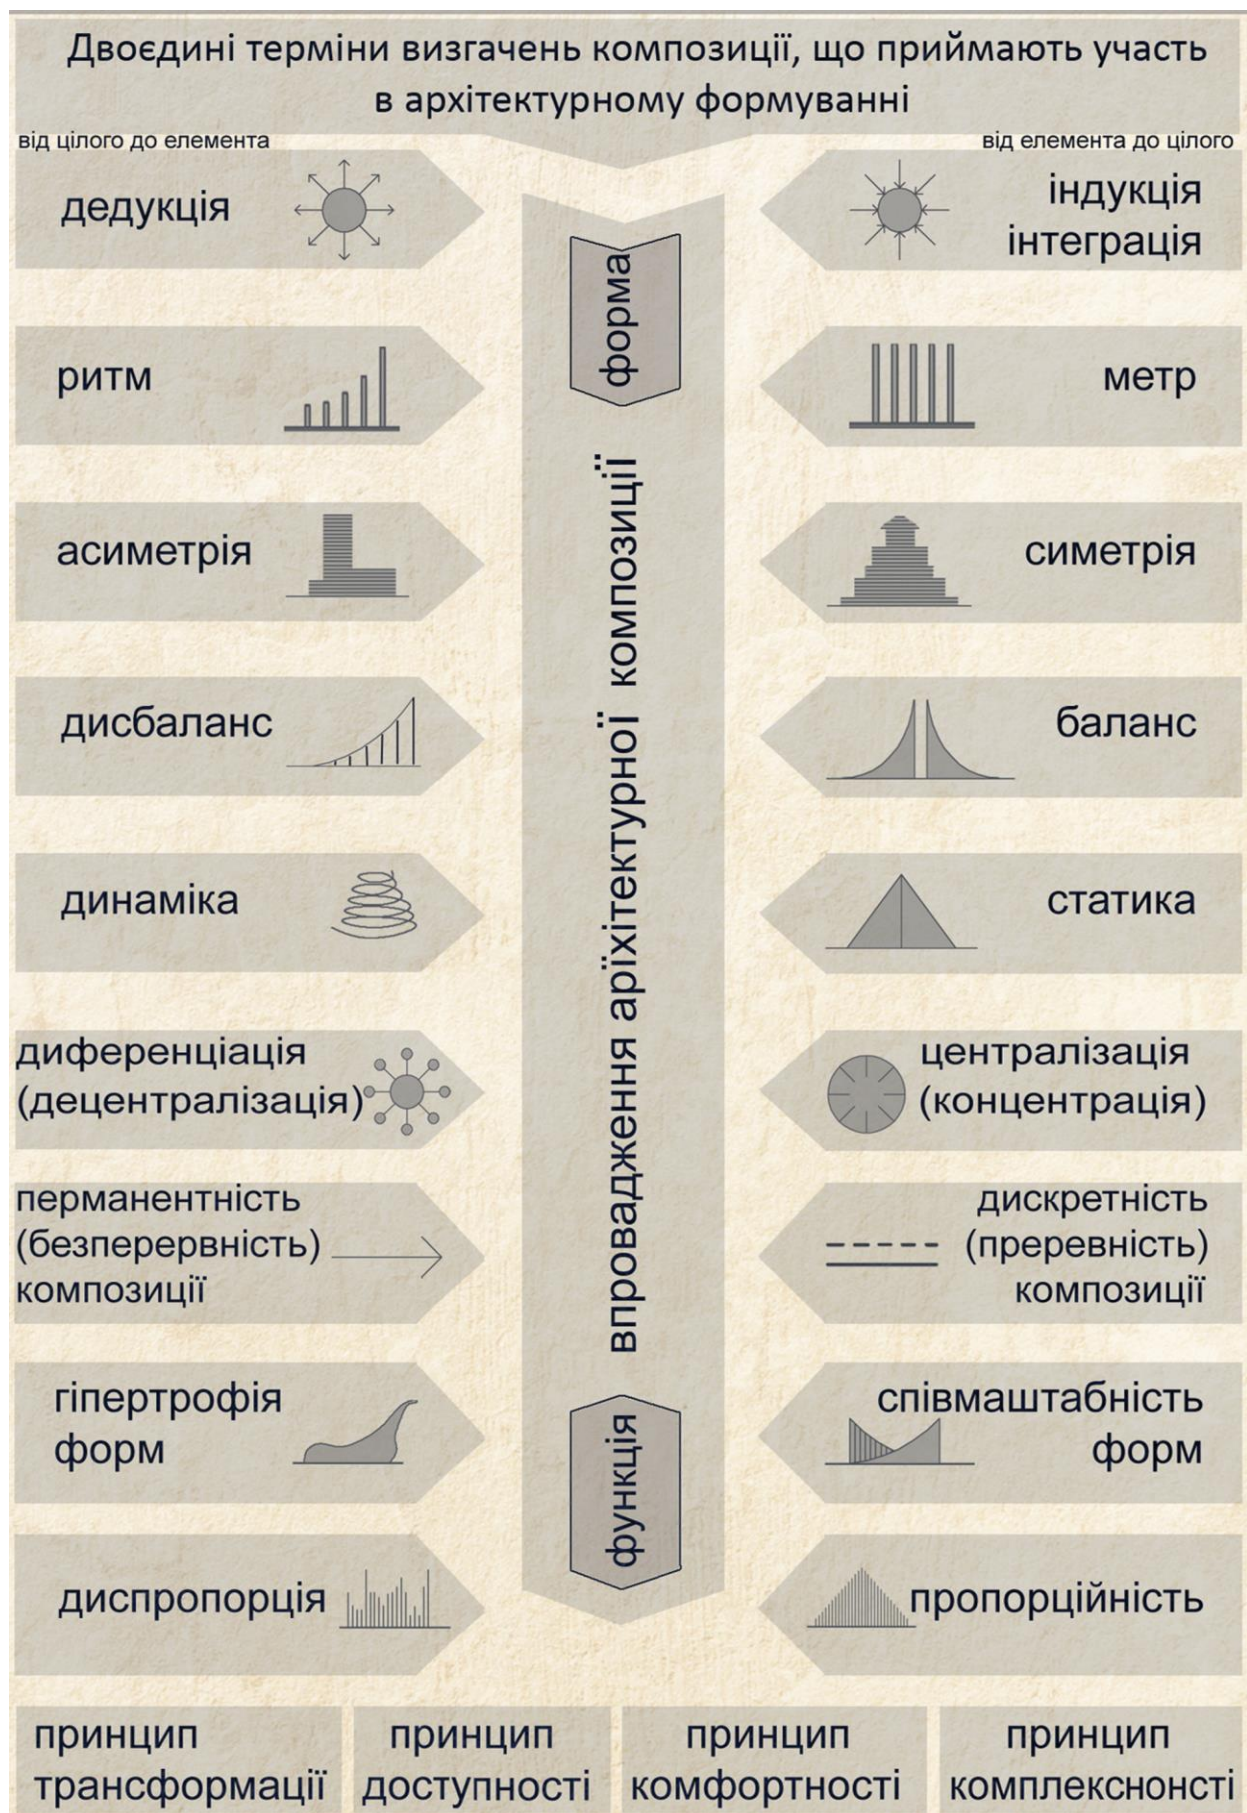 Двоєдині терміни визгачень композиції, що приймають участь
в архітектурному формуванні
від цілого до елемента
від елемента до цілого
дедукція
індукція
інтеграція
форма
ритм
метр
асиметрія
симетрія
дисбаланс
баланс
динаміка
статика
впровадження арїхітектурної композиції
диференціація
(децентралізація)
централізація
(концентрація)
перманентність
(безперервність)
композиції
дискретність
(преревність)
композиції
гіпертрофія
форм
співмаштабність
форм
функція
диспропорція
пропорційність
принцип
трансформації
принцип
доступності
принцип
комфортності
принцип
комплекснонсті